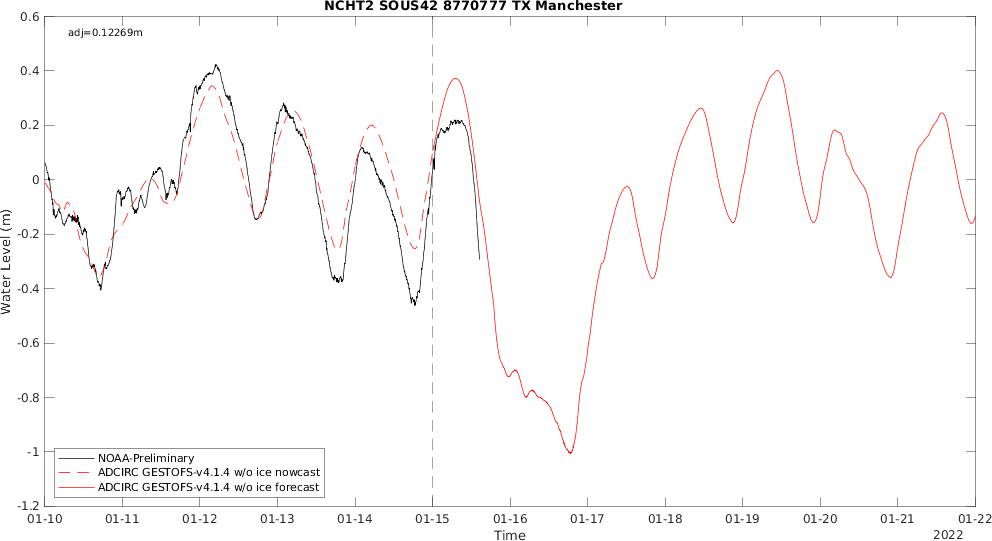 NCHT2 SOUS42 8770777 TX Manchester
adj=0.12269m
0.6
0.4
0.2
0
-0.2
-0.4
-0.6
-0.8
-1
-1.2
Water Level (m)
NOAA-Preliminary
ADCIRC GESTOFS-v4.1.4 w/o ice nowcast
ADCIRC GESTOFS-v4.1.4 w/o ice forecast
01-10 01-11 01-12 01-13 01-14 01-15 01-16 01-17 01-18 01-19 01-20 01-21 01-22
Time
2022